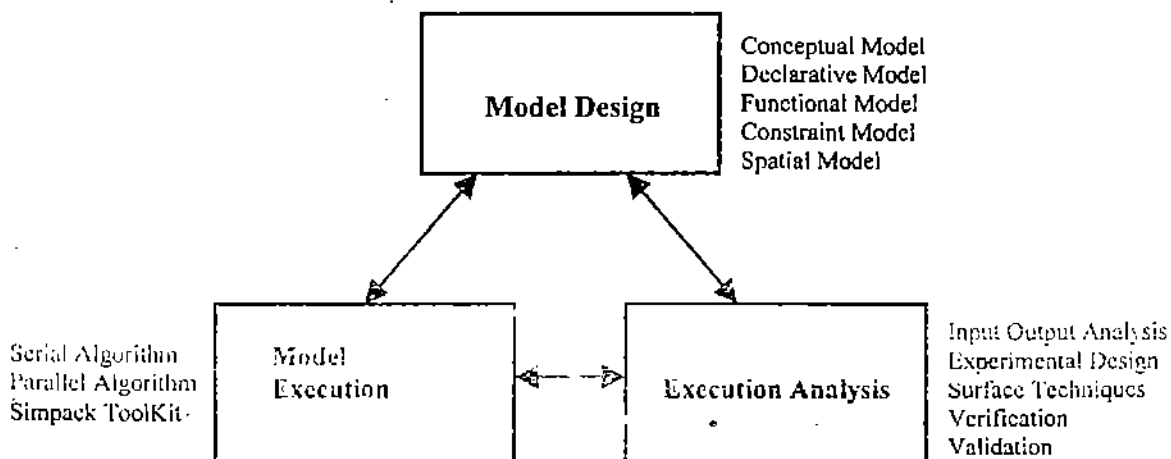 Model Design
Conceptual Model
Declarative Model
Functional Model
Constraint Model
Spatial Model
Serial Algorithm
Parallel Algorithm
Simpack ToolKit
Model
Execution
Execution Analysis
Input Output Analysis
Experimental Design
Surface Techniques
Verification
Validation